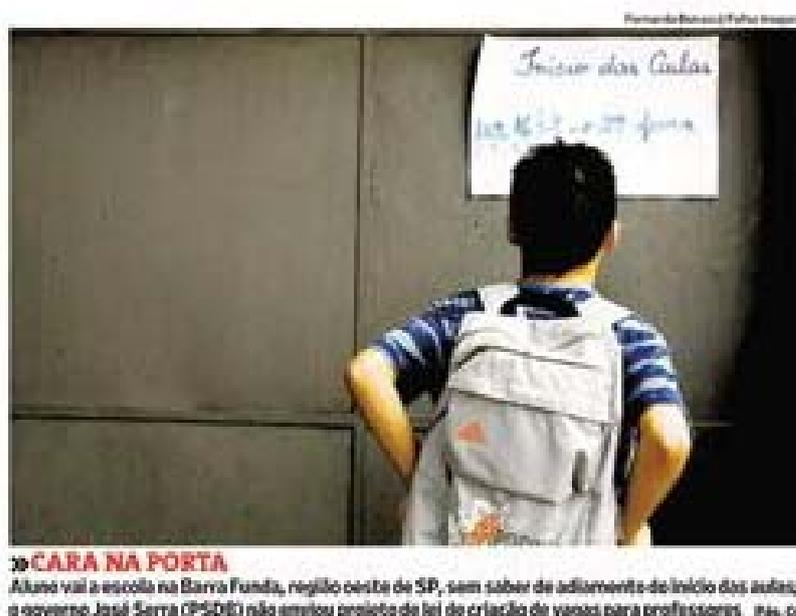 Início das Aulas
»CARA NA PORTA
Aluno vai a escola na Barra Funda, região oeste de SP, sem saber de adiamento do início das aulas;
o governo José Serra (PSDB) não enviou projeto de lei de criação de vagas para professores